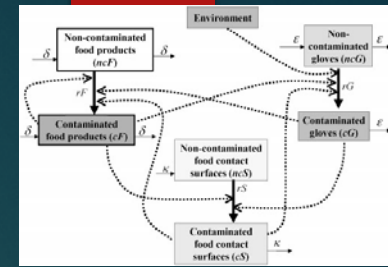 Environment
Non-contaminated
food products
(ncF)
δ
δ
Non-
contaminated
gloves (ncG)
ε
ε
rF
rG
Contaminated
food products (cF)
δ
δ
Contaminated
gloves (cG)
ε
Non-contaminated
food contact
surfaces (ncS)
κ
rS
Contaminated
food contact
surfaces (cS)
κ